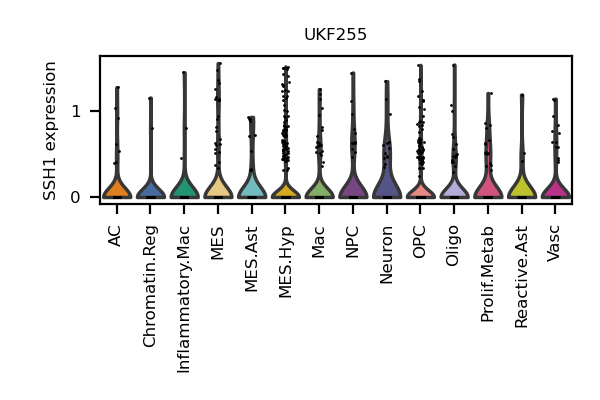 UKF255
SSH1 expression
1
0
AC
Chromatin.Reg
Inflammatory.Mac
MES
MES.Ast
MES.Hyp
Mac
NPC
Neuron
OPC
Oligo
Prolif.Metab
Reactive.Ast
Vasc